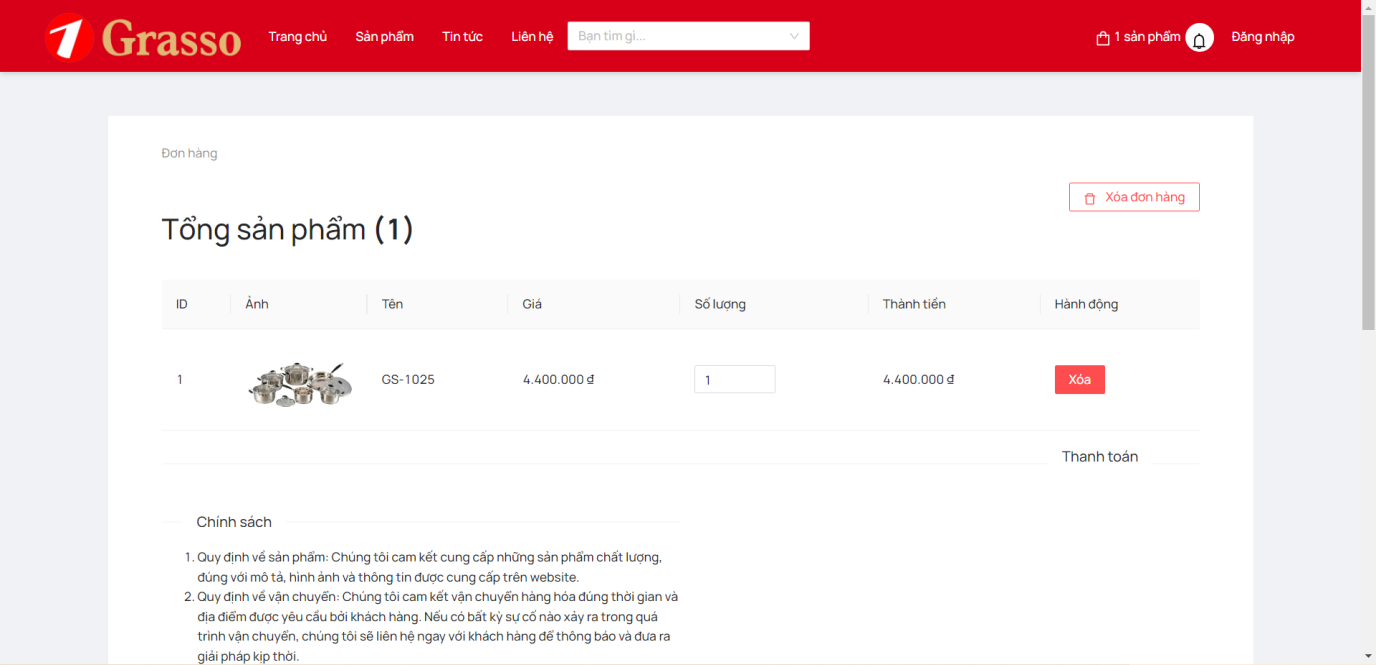 1 Grasso Trang chủ Sản phẩm Tin tức Liên hệ Bạn tìm gì... 1 sản phẩm Đăng nhập
Đơn hàng
Xóa đơn hàng
Tổng sản phẩm (1)
ID Ảnh Tên Giá Số lượng Thành tiền Hành động
1 GS-1025 4.400.000 ₫ 1 4.400.000 ₫ Xóa
Thanh toán
Chính sách
1. Quy định về sản phẩm: Chúng tôi cam kết cung cấp những sản phẩm chất lượng,
đúng với mô tả, hình ảnh và thông tin được cung cấp trên website.
2. Quy định về vận chuyển: Chúng tôi cam kết vận chuyển hàng hóa đúng thời gian và
địa điểm được yêu cầu bởi khách hàng. Nếu có bất kỳ sự cố nào xảy ra trong quá
trình vận chuyển, chúng tôi sẽ liên hệ ngay với khách hàng để thông báo và đưa ra
giải pháp kịp thời.